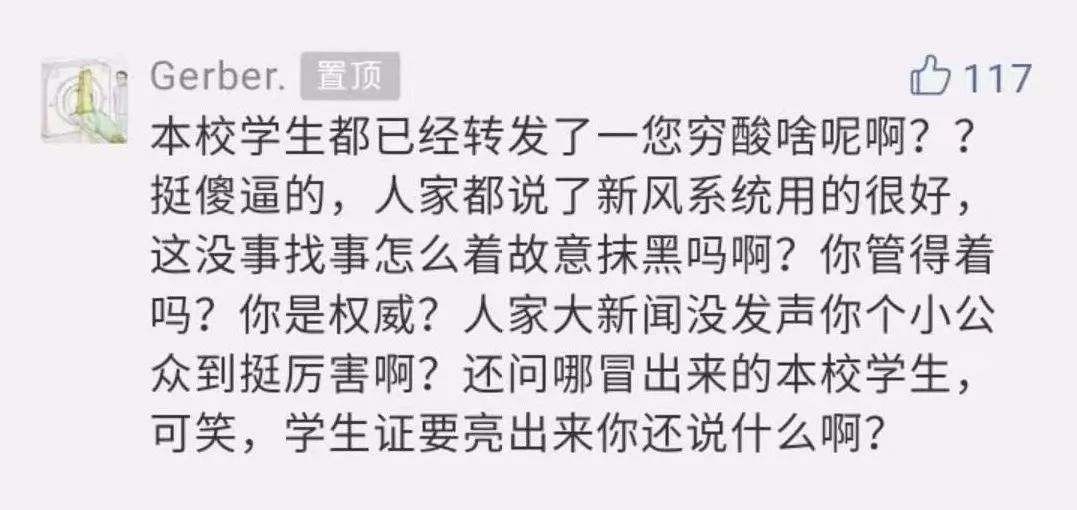 Gerber. 置顶 117
本校学生都已经转发了一您穷酸啥呢啊？？
挺傻逼的，人家都说了新风系统用的很好，
这没事找事怎么着故意抹黑吗啊？你管得着
吗？你是权威？人家大新闻没发声你个小公
众到挺厉害啊？还问哪冒出来的本校学生，
可笑，学生证要亮出来你还说什么啊？